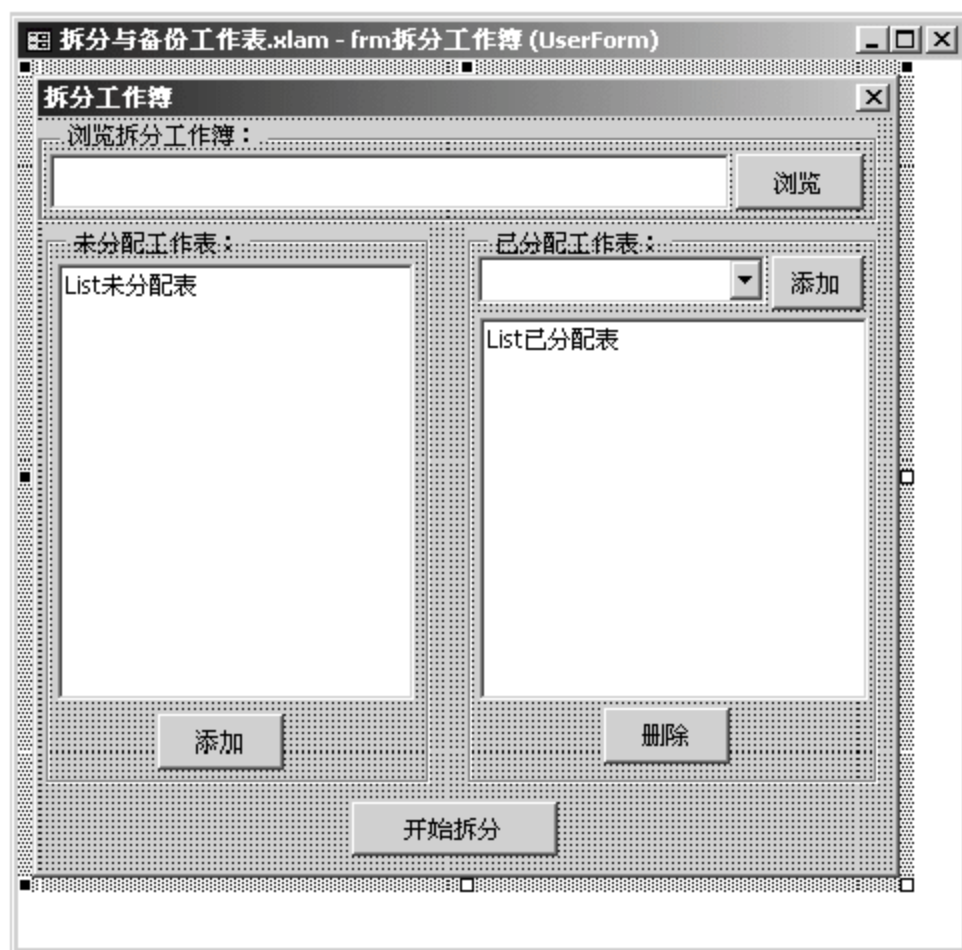 拆分与备份工作表.xlam - frm拆分工作簿 (UserForm)
拆分工作簿
浏览拆分工作簿：
浏览
未分配工作表：
已分配工作表：
添加
List未分配表
List已分配表
添加
删除
开始拆分